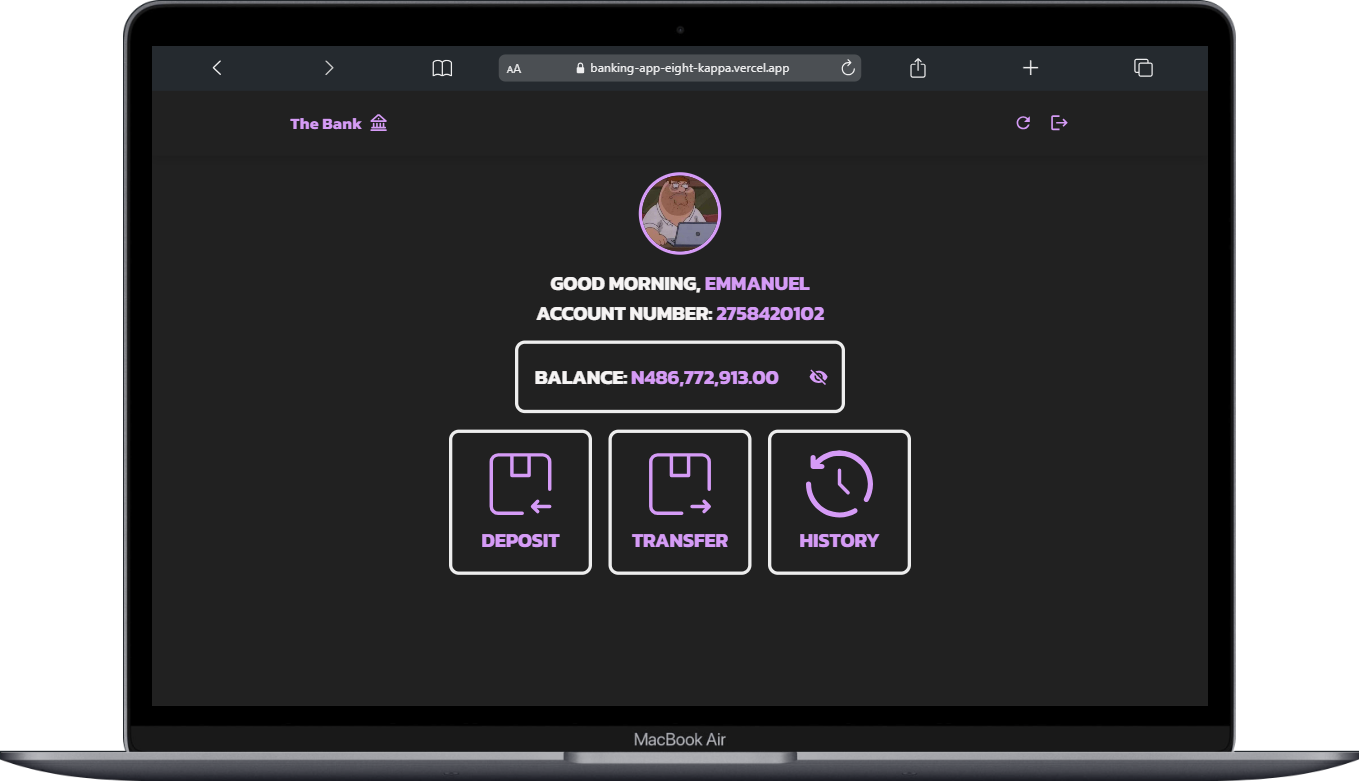 AA banking-app-eight-kappa.vercel.app
The Bank
GOOD MORNING, EMMANUEL
ACCOUNT NUMBER: 2758420102
BALANCE: N486,772,913.00
DEPOSIT TRANSFER HISTORY
MacBook Air